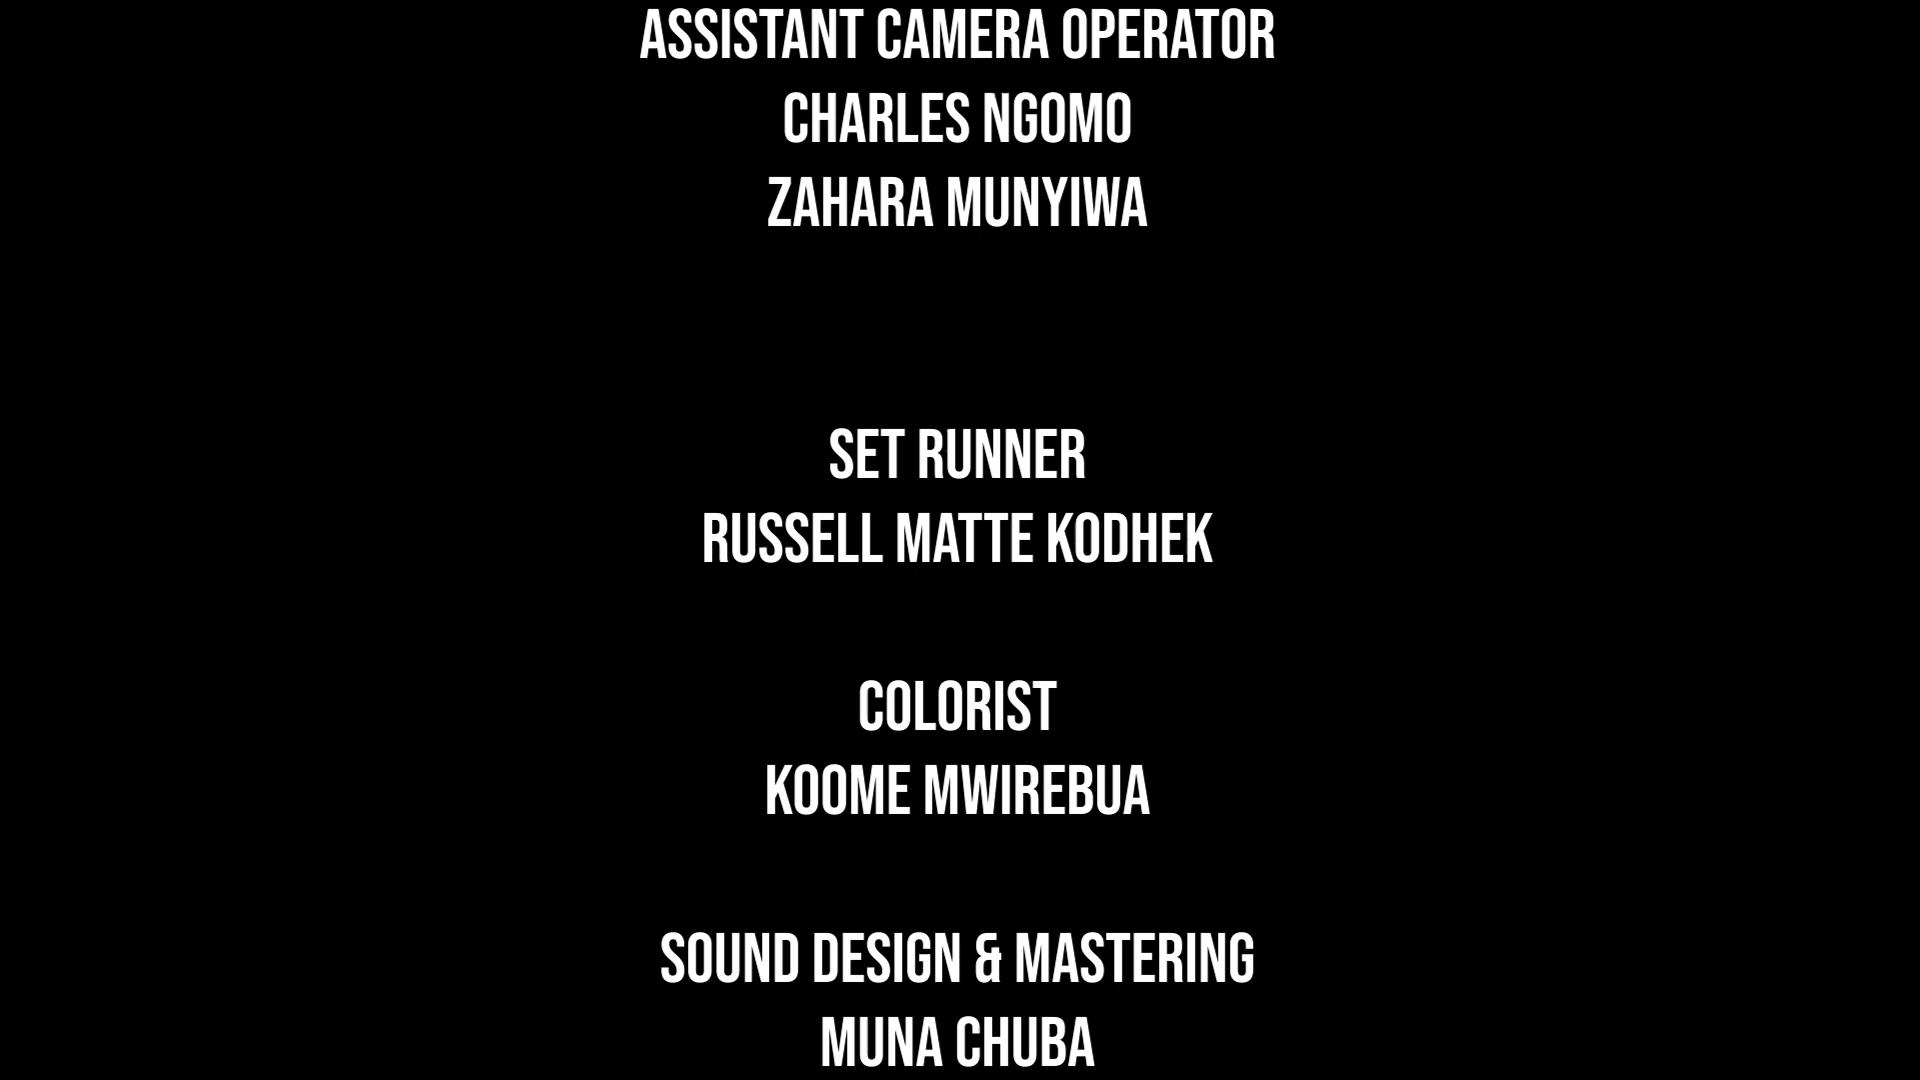 ASSISTANT CAMERA OPERATOR
CHARLES NGOMO
ZAHARA MUNYIWA
SET RUNNER
RUSSELL MATTE KODHEK
COLORIST
KOOME MWIREBUA
SOUND DESIGN & MASTERING
MUNA CHUBA